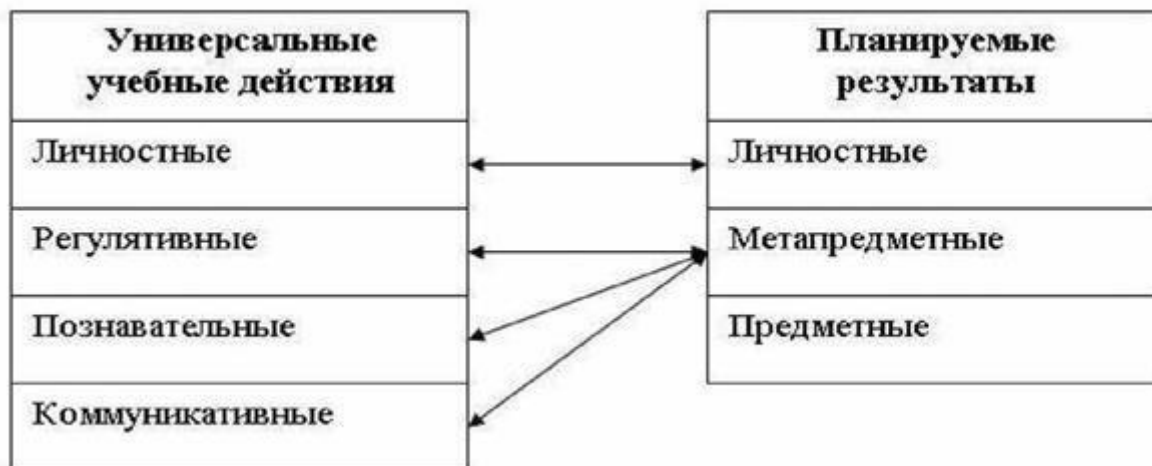 Универсальные
учебные действия
Личностные
Регулятивные
Познавательные
Коммуникативные
Планируемые
результаты
Личностные
Метапредметные
Предметные